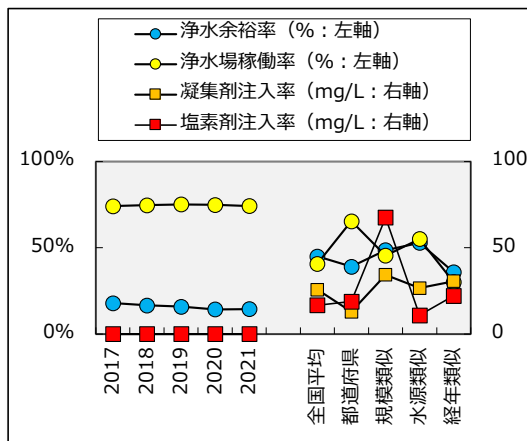 浄水余裕率（%：左軸）
浄水場稼働率（%：左軸）
凝集剤注入率（mg/L：右軸）
塩素剤注入率（mg/L：右軸）
100%
100
50%
50
0%
0
2017
2018
2019
2020
2021
全国平均
都道府県
規模類似
水源類似
経年類似